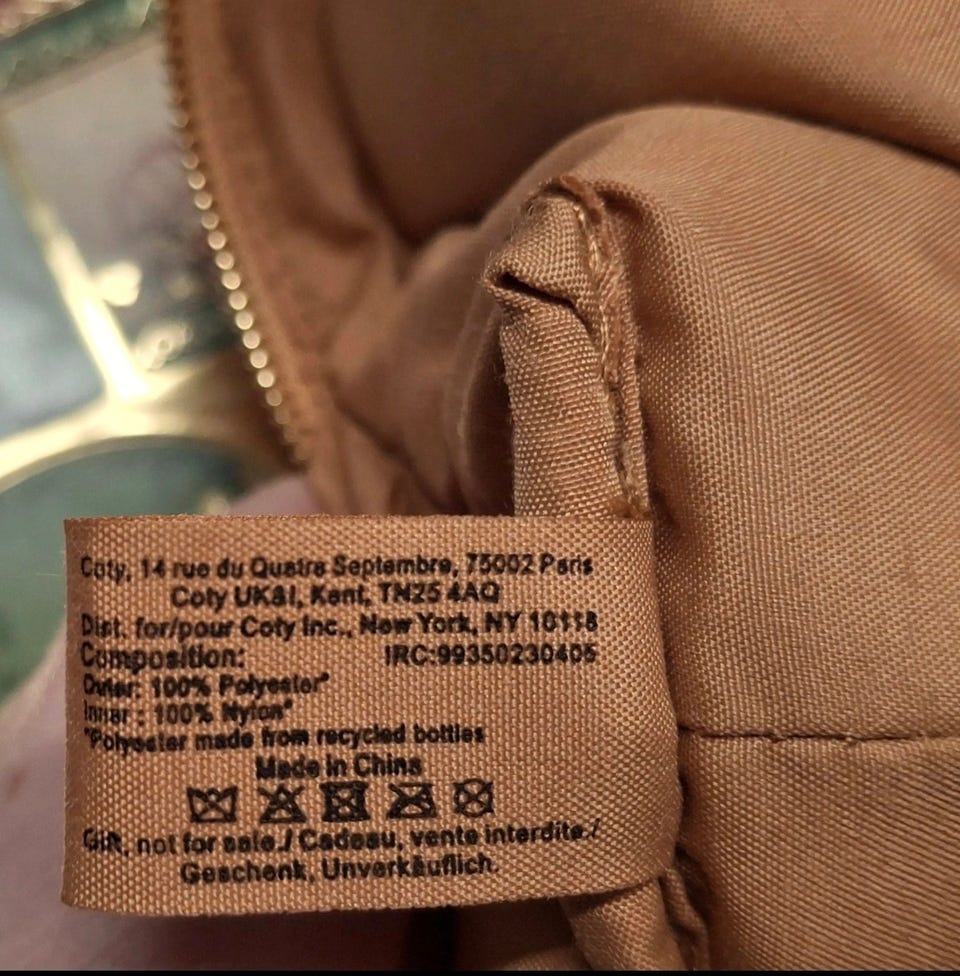 Coty, 14 rue du Quatre Septembre, 75002 Paris
Coty UK&I, Kent, TN25 4AQ
Dist. for/pour Coty Inc., New York, NY 10118
Composition: IRC:99350230405
Outer: 100% Polyester*
Inner : 100% Nylon*
*Polyester made from recycled bottles
Made in China
Gift, not for sale./ Cadeau, vente interdite./
Geschenk, Unverkäuflich.